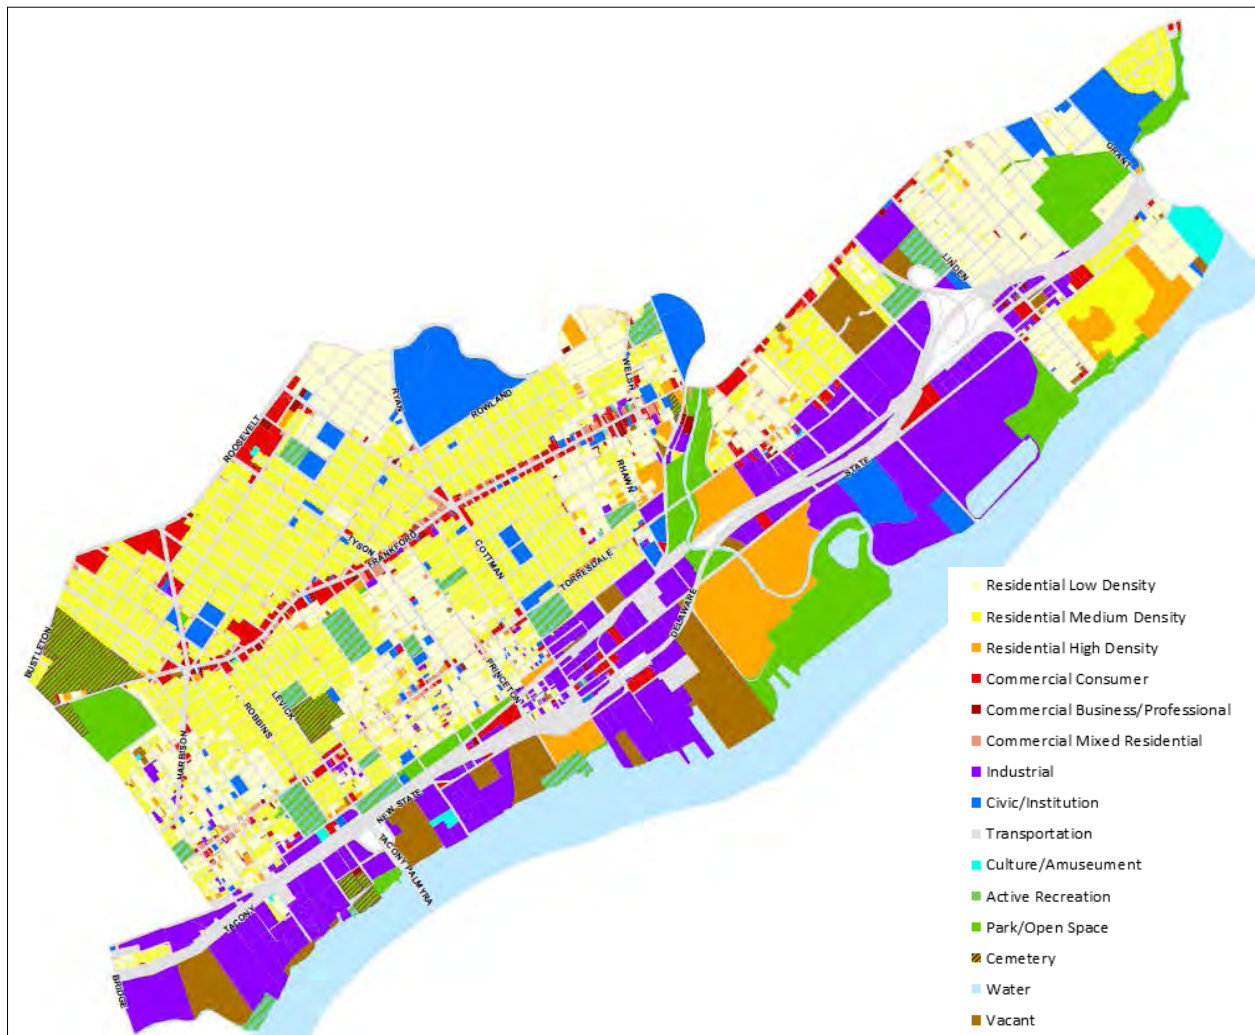 GRANT
LINDEN
WELSH
RYAN
ROWLAND
ROOSEVELT
RHAWN
STATE
TYSON
FRANKFORD
COTTMAN
TORRESDALE
DELAWARE
BUSTLETON
PRINCETON
LEVICK
ROBBINS
HARBISON
NEW STATE
TACONY PALMYRA
TACONY
BRIDGE
Residential Low Density
Residential Medium Density
Residential High Density
Commercial Consumer
Commercial Business/Professional
Commercial Mixed Residential
Industrial
Civic/Institution
Transportation
Culture/Amuseument
Active Recreation
Park/Open Space
Cemetery
Water
Vacant